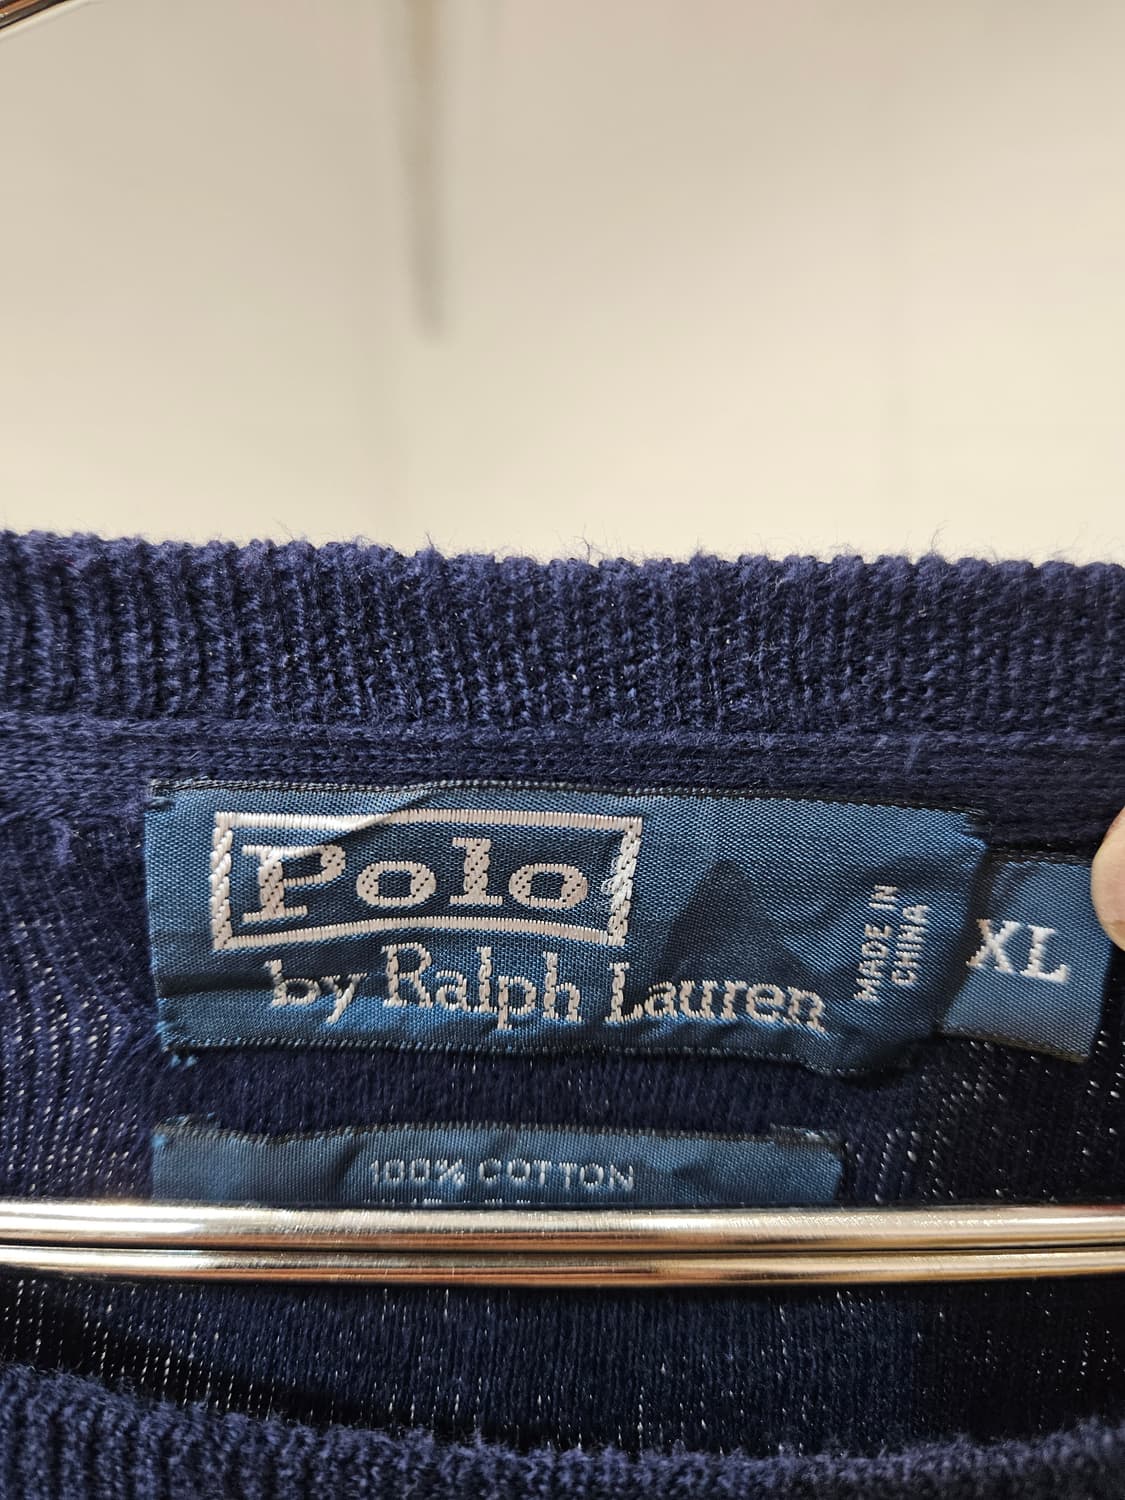 Polo
by Ralph Lauren
MADE IN
CHINA
XL
100% COTTON